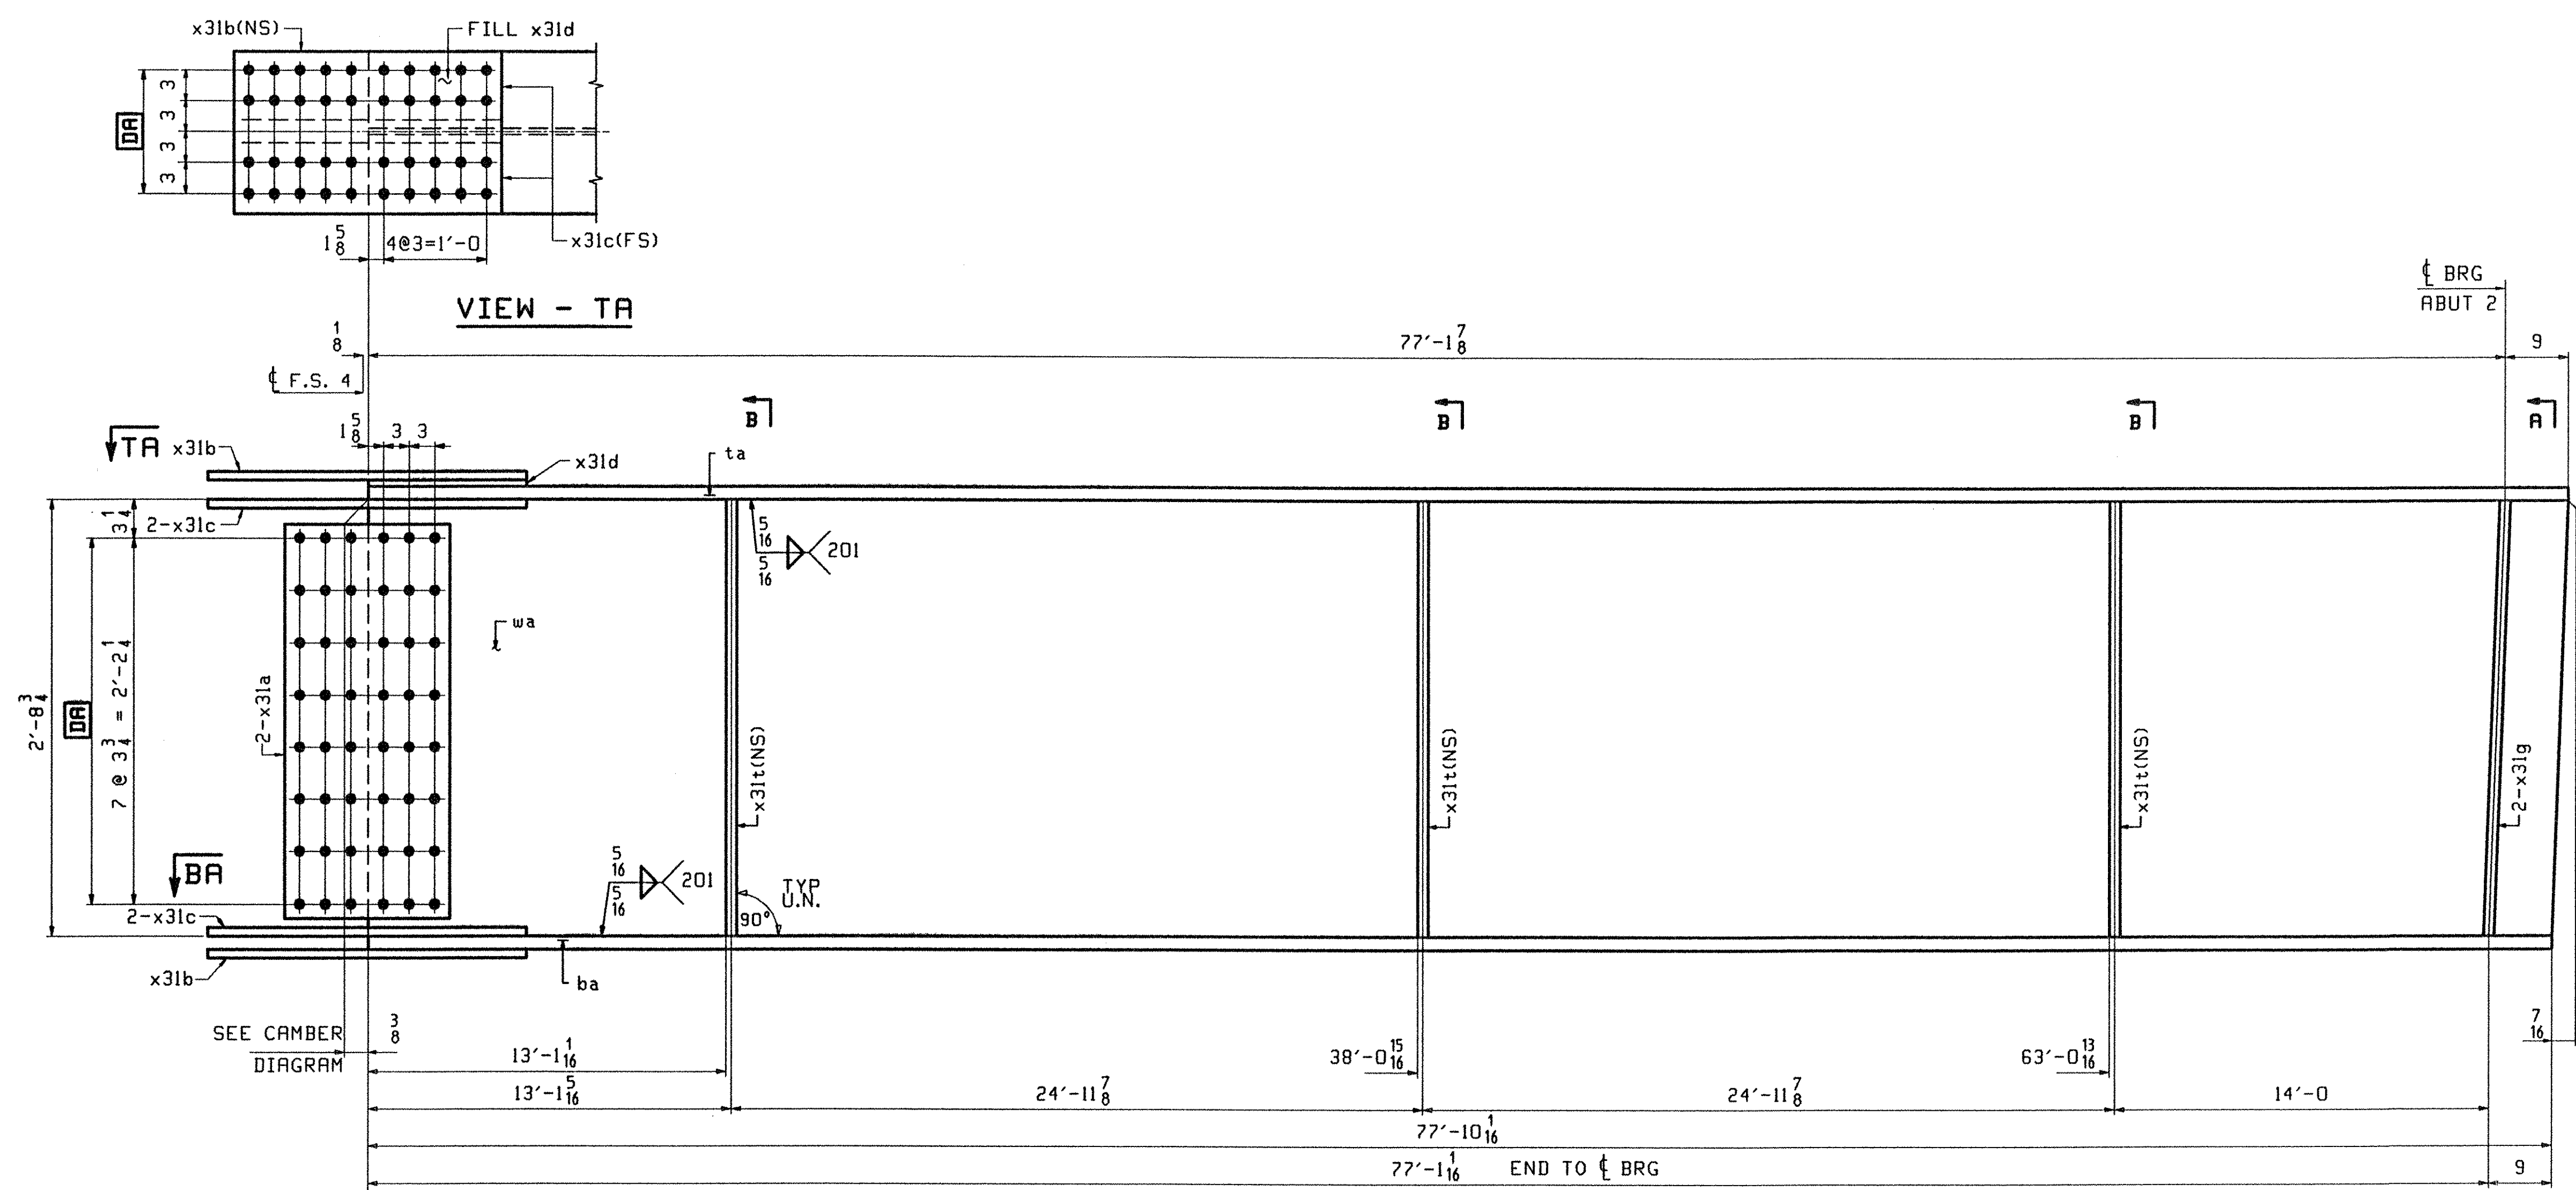 x31b(NS)
FILL x31d
DA
3
3
3
3
1 5/8
4@3=1'-0
x31c(FS)
VIEW - TA
℄ BRG
ABUT 2
1/8
77'-1 7/8
9
℄ F.S. 4
B
B
B
A
TA
x31b
1 5/8
3
3
x31d
ta
2-x31c
3 1/4
5/16
5/16
201
wa
2'-8 3/4
DA
7 @ 3 3/4 = 2'-2 1/4
2-x31a
x31t(NS)
x31t(NS)
x31t(NS)
2-x31g
BA
5/16
5/16
201
TYP
U.N.
90°
2-x31c
x31b
ba
SEE CAMBER
DIAGRAM
3/8
13'-1 1/16
38'-0 15/16
63'-0 13/16
7/16
13'-1 5/16
24'-11 7/8
24'-11 7/8
14'-0
77'-10 1/16
77'-1 1/16 END TO ℄ BRG
9